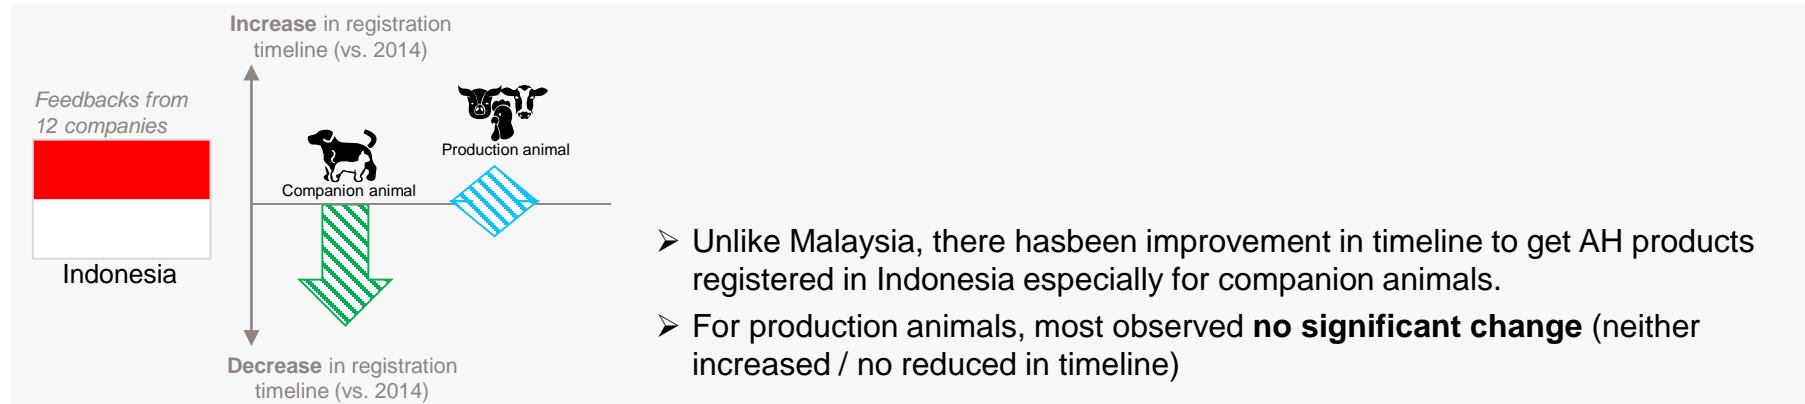 Increase in registration
timeline (vs. 2014)
Feedbacks from
12 companies
Indonesia
Companion animal
Production animal
Decrease in registration
timeline (vs. 2014)
➢ Unlike Malaysia, there hasbeen improvement in timeline to get AH products
registered in Indonesia especially for companion animals.
➢ For production animals, most observed no significant change (neither
increased / no reduced in timeline)